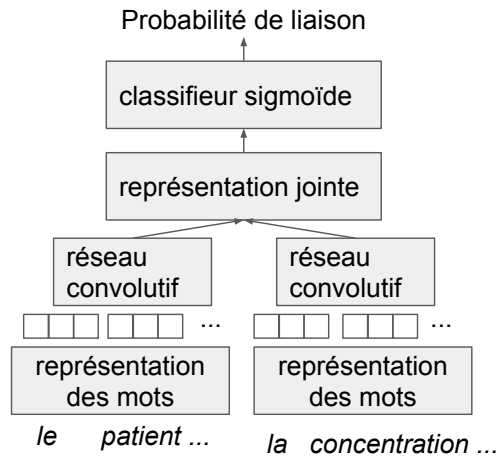 Probabilité de liaison
classifieur sigmoïde
représentation jointe
réseau
convolutif
réseau
convolutif
...
...
représentation
des mots
représentation
des mots
le patient ...
la concentration ...